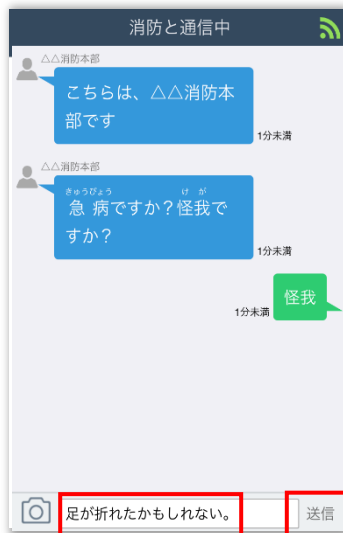 消防と通信中
△△消防本部
こちらは、△△消防本
部です
1分未満
△△消防本部
きゅうびょう けが
急病ですか？怪我で
すか？
1分未満
怪我
1分未満
足が折れたかもしれない。
送信